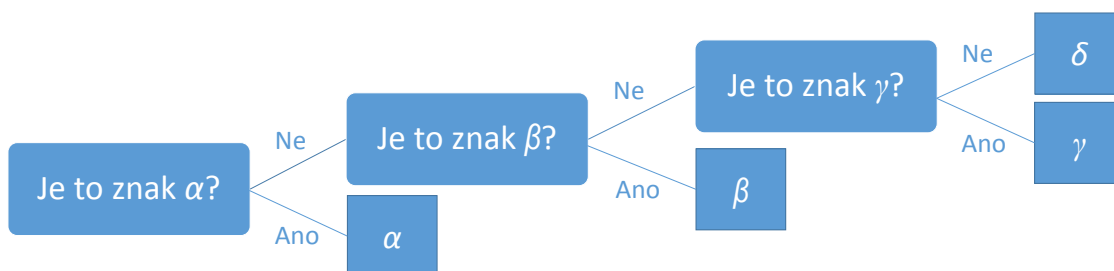 Je to znak α?
Ne
Ano
Je to znak β?
α
Ne
Ano
Je to znak γ?
β
Ne
Ano
δ
γ